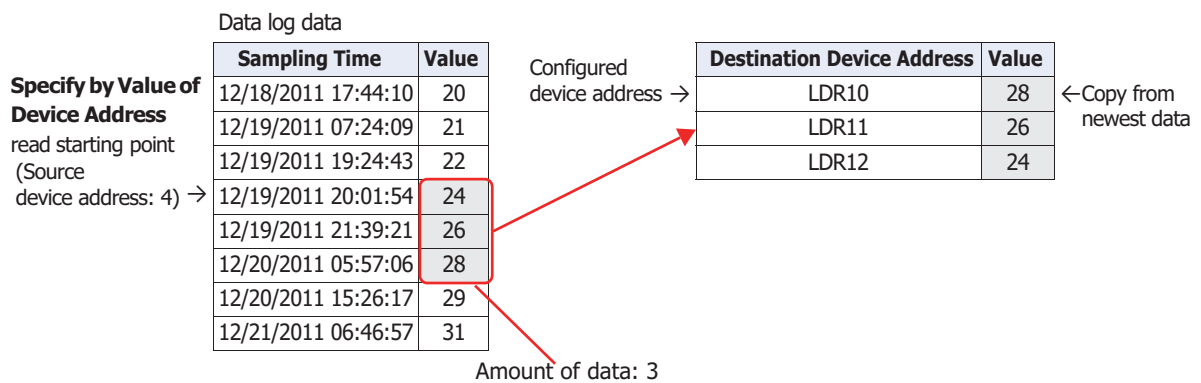 Data log data
Sampling Time Value
12/18/2011 17:44:10 20
12/19/2011 07:24:09 21
12/19/2011 19:24:43 22
12/19/2011 20:01:54 24
12/19/2011 21:39:21 26
12/20/2011 05:57:06 28
12/20/2011 15:26:17 29
12/21/2011 06:46:57 31
Specify by Value of
Device Address
read starting point
(Source
device address: 4) →
Amount of data: 3
Configured
device address →
Destination Device Address Value
LDR10 28
LDR11 26
LDR12 24
←Copy from
newest data